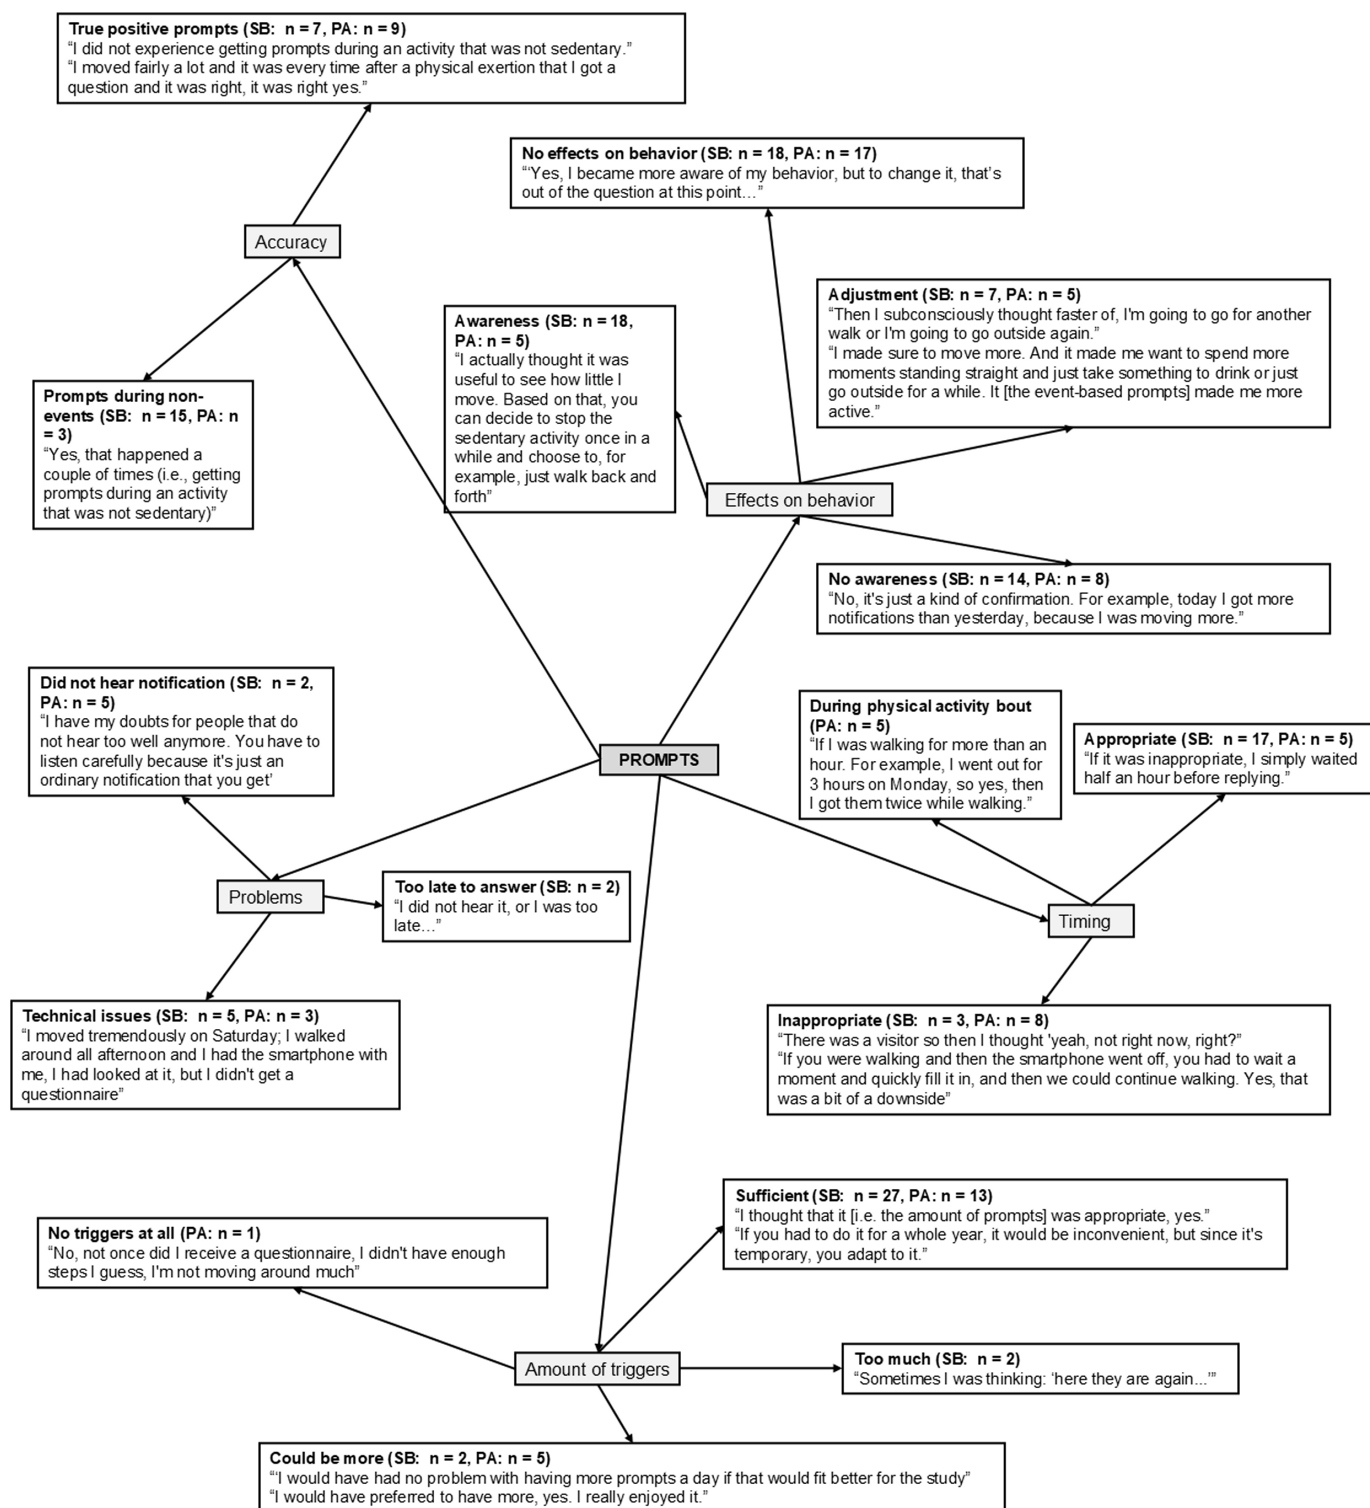 True positive prompts (SB:  n = 7, PA: n = 9)
“I did not experience getting prompts during an activity that was not sedentary.”
“I moved fairly a lot and it was every time after a physical exertion that I got a
question and it was right, it was right yes.”
No effects on behavior (SB: n = 18, PA: n = 17)
“‘Yes, I became more aware of my behavior, but to change it, that’s
out of the question at this point…”
Accuracy
Adjustment (SB: n = 7, PA: n = 5)
“Then I subconsciously thought faster of, I'm going to go for another
walk or I'm going to go outside again.”
“I made sure to move more. And it made me want to spend more
moments standing straight and just take something to drink or just
go outside for a while. It [the event-based prompts] made me more
active.”
Awareness (SB: n = 18,
PA: n = 5)
“I actually thought it was
useful to see how little I
move. Based on that, you
can decide to stop the
sedentary activity once in a
while and choose to, for
example, just walk back and
forth”
Prompts during non-
events (SB:  n = 15, PA: n
= 3)
“Yes, that happened a
couple of times (i.e., getting
prompts during an activity
that was not sedentary)”
Effects on behavior
No awareness (SB: n = 14, PA: n = 8)
“No, it's just a kind of confirmation. For example, today I got more
notifications than yesterday, because I was moving more.”
Did not hear notification (SB:  n = 2,
PA: n = 5)
“I have my doubts for people that do
not hear too well anymore. You have to
listen carefully because it's just an
ordinary notification that you get’
PROMPTS
During physical activity bout
(PA: n = 5)
“If I was walking for more than an
hour. For example, I went out for
3 hours on Monday, so yes, then
I got them twice while walking.”
Appropriate (SB:  n = 17, PA: n = 5)
“If it was inappropriate, I simply waited
half an hour before replying.”
Problems
Too late to answer (SB: n = 2)
“I did not hear it, or I was too
late…”
Timing
Technical issues (SB:  n = 5, PA: n = 3)
“I moved tremendously on Saturday; I walked
around all afternoon and I had the smartphone with
me, I had looked at it, but I didn't get a
questionnaire”
Inappropriate (SB:  n = 3, PA: n = 8)
“There was a visitor so then I thought 'yeah, not right now, right?”
“If you were walking and then the smartphone went off, you had to wait a
moment and quickly fill it in, and then we could continue walking. Yes, that
was a bit of a downside”
Sufficient (SB:  n = 27, PA: n = 13)
“I thought that it [i.e. the amount of prompts] was appropriate, yes.”
“If you had to do it for a whole year, it would be inconvenient, but since it's
temporary, you adapt to it.”
No triggers at all (PA: n = 1)
“No, not once did I receive a questionnaire, I didn't have enough
steps I guess, I'm not moving around much”
Amount of triggers
Too much (SB:  n = 2)
“Sometimes I was thinking: ‘here they are again...’”
Could be more (SB:  n = 2, PA: n = 5)
“‘I would have had no problem with having more prompts a day if that would fit better for the study”
“I would have preferred to have more, yes. I really enjoyed it.”